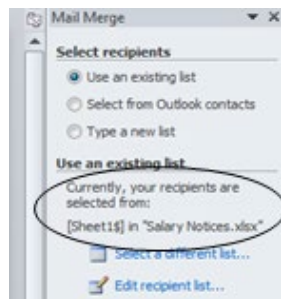 Mail Merge
Select recipients
Use an existing list
Select from Outlook contacts
Type a new list
Use an existing list
Currently, your recipients are
selected from:
[Sheet1$] in "Salary Notices.xlsx"
Select a different list...
Edit recipient list...